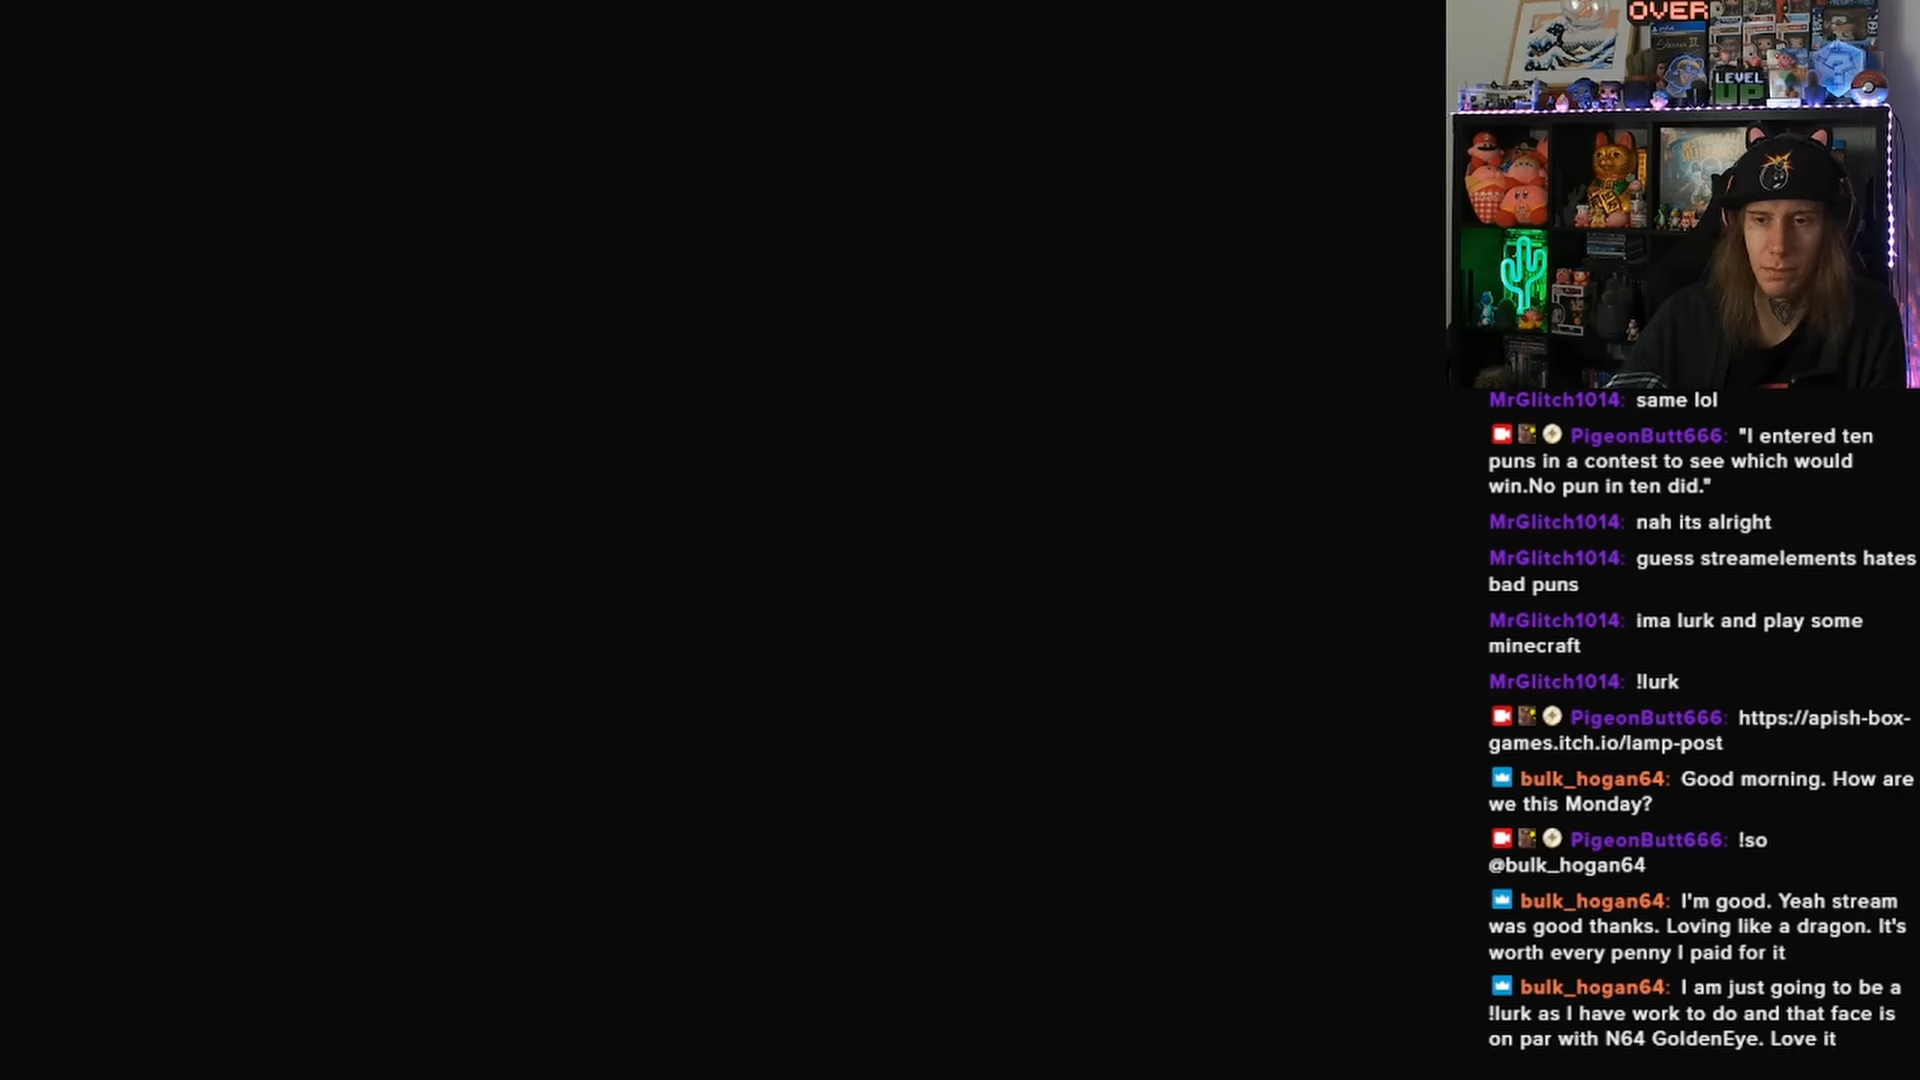 OVER
LEVEL
UP
MrGlitch1014: same lol
PigeonButt666: "I entered ten
puns in a contest to see which would
win.No pun in ten did."
MrGlitch1014: nah its alright
MrGlitch1014: guess streamelements hates
bad puns
MrGlitch1014: ima lurk and play some
minecraft
MrGlitch1014: !lurk
PigeonButt666: https://apish-box-
games.itch.io/lamp-post
bulk_hogan64: Good morning. How are
we this Monday?
PigeonButt666: !so
@bulk_hogan64
bulk_hogan64: I'm good. Yeah stream
was good thanks. Loving like a dragon. It's
worth every penny I paid for it
bulk_hogan64: I am just going to be a
!lurk as I have work to do and that face is
on par with N64 GoldenEye. Love it